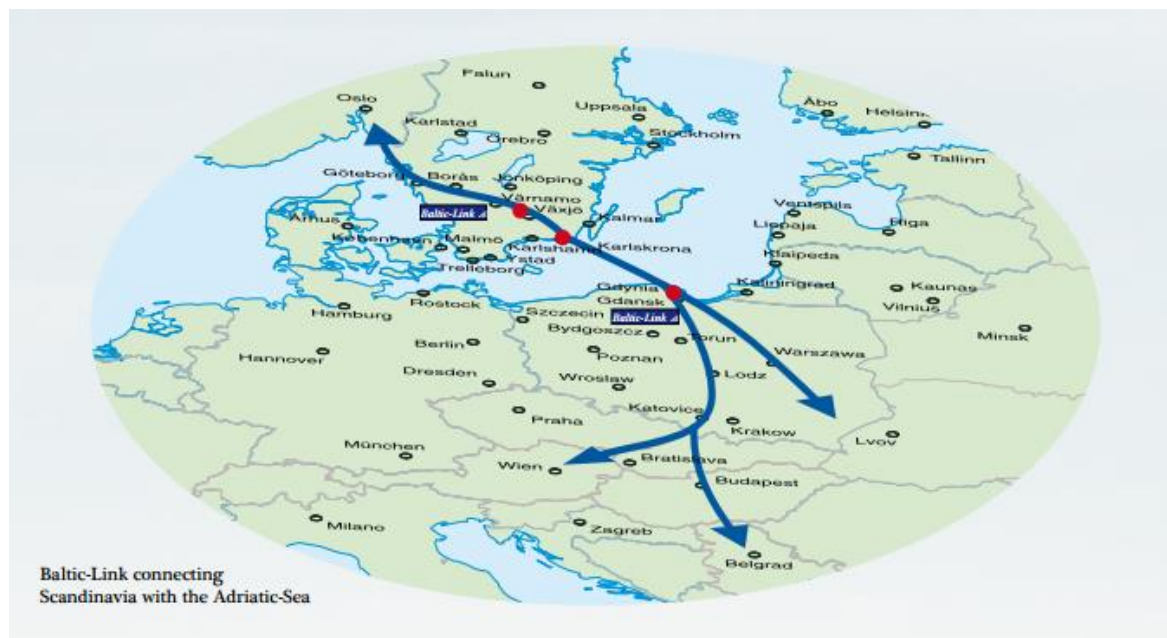 Falun
Oslo
Uppsala
Åbo
Helsin
Karlstad
Örebro
Stockholm
Tallinn
Göteborg
Borås
Jönköping
Värnamo
Växjö
Baltic-Link
Ventspils
Århus
Kalmar
Liepaja
Riga
København
Malmö
Karlshamn
Karlskrona
Ystad
Trelleborg
Klaipeda
Gdynia
Kaliningrad
Kaunas
Gdansk
Vilnius
Rostock
Hamburg
Szczecin
Baltic-Link
Bydgoszcz
Torun
Minsk
Berlin
Hannover
Poznan
Warszawa
Dresden
Wroslaw
Lodz
Katovice
Praha
Krakow
Lvov
München
Wien
Bratislava
Budapest
Milano
Zagreb
Belgrad
Baltic-Link connecting
Scandinavia with the Adriatic-Sea